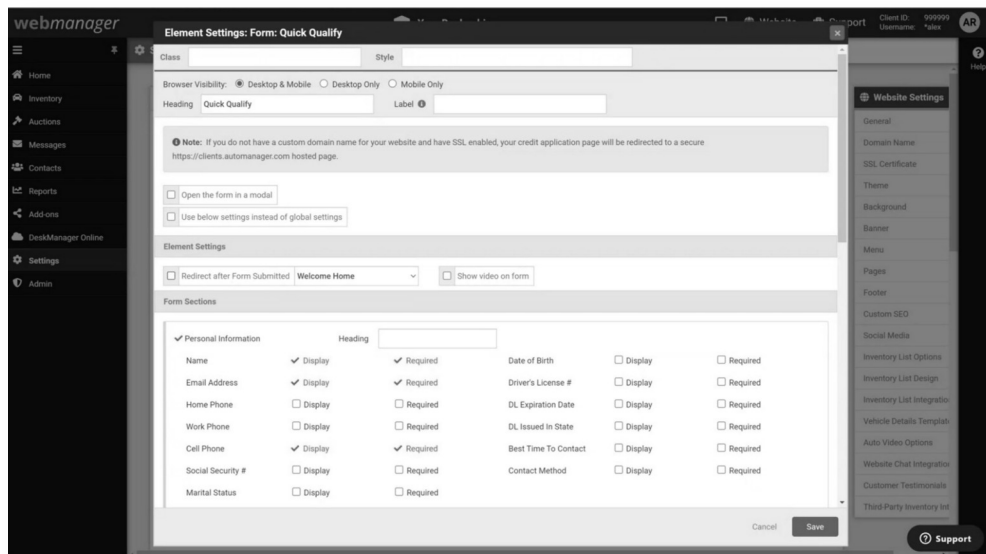 webmanager
Website
Support
Client ID: 999999
Username: *alex
AR
Help
Home
Inventory
Auctions
Messages
Contacts
Reports
Add-ons
DeskManager Online
Settings
Admin
Element Settings: Form: Quick Qualify
Class
Style
Browser Visibility: Desktop & Mobile Desktop Only Mobile Only
Heading Quick Qualify Label
Note: If you do not have a custom domain name for your website and have SSL enabled, your credit application page will be redirected to a secure
https://clients.automanager.com hosted page.
Open the form in a modal
Use below settings instead of global settings
Element Settings
Redirect after Form Submitted Welcome Home Show video on form
Form Sections
Personal Information Heading
Name Display Required Date of Birth Display Required
Email Address Display Required Driver's License # Display Required
Home Phone Display Required DL Expiration Date Display Required
Work Phone Display Required DL Issued In State Display Required
Cell Phone Display Required Best Time To Contact Display Required
Social Security # Display Required Contact Method Display Required
Marital Status Display Required
Cancel Save
Website Settings
General
Domain Name
SSL Certificate
Theme
Background
Banner
Menu
Pages
Footer
Custom SEO
Social Media
Inventory List Options
Inventory List Design
Inventory List Integratio
Vehicle Details Templat
Auto Video Options
Website Chat Integration
Customer Testimonials
Third-Party Inventory Int
Support